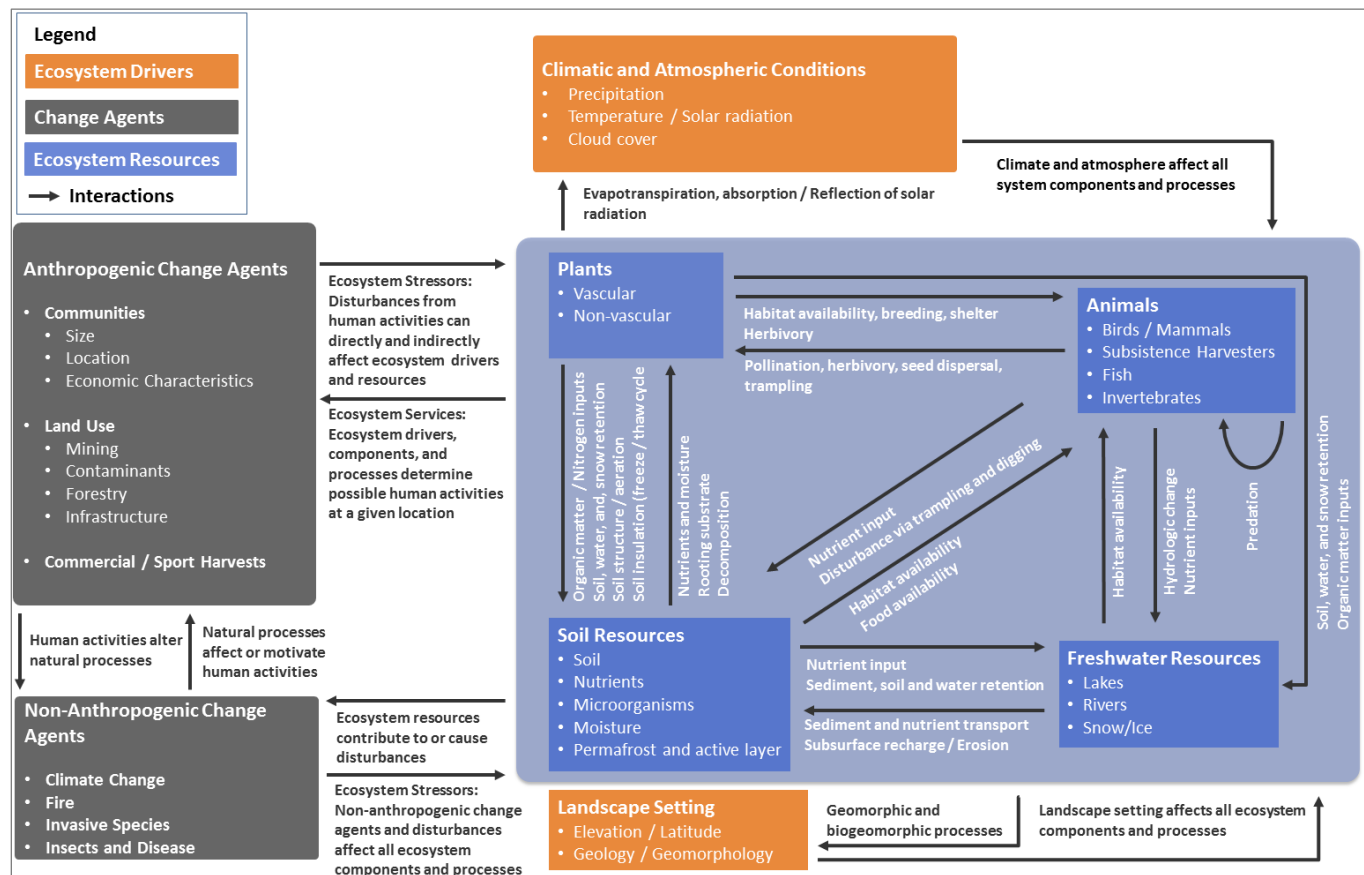 Legend
Ecosystem Drivers
Change Agents
Ecosystem Resources
Interactions
Climatic and Atmospheric Conditions
• Precipitation
• Temperature / Solar radiation
• Cloud cover
Climate and atmosphere affect all
system components and processes
Evapotranspiration, absorption / Reflection of solar
radiation
Anthropogenic Change Agents
• Communities
• Size
• Location
• Economic Characteristics
• Land Use
• Mining
• Contaminants
• Forestry
• Infrastructure
• Commercial / Sport Harvests
Ecosystem Stressors:
Disturbances from
human activities can
directly and indirectly
affect ecosystem drivers
and resources
Ecosystem Services:
Ecosystem drivers,
components, and
processes determine
possible human activities
at a given location
Plants
• Vascular
• Non-vascular
Habitat availability, breeding, shelter
Herbivory
Pollination, herbivory, seed dispersal,
trampling
Animals
• Birds / Mammals
• Subsistence Harvesters
• Fish
• Invertebrates
Organic matter / Nitrogen inputs
Soil, water, and, snow retention
Soil structure / aeration
Soil insulation (freeze / thaw cycle
Nutrients and moisture
Rooting substrate
Decomposition
Nutrient input
Disturbance via trampling and digging
Habitat availability
Food availability
Habitat availability
Hydrologic change
Nutrient inputs
Predation
Soil, water, and snow retention
Organic matter inputs
Soil Resources
• Soil
• Nutrients
• Microorganisms
• Moisture
• Permafrost and active layer
Nutrient input
Sediment, soil and water retention
Sediment and nutrient transport
Subsurface recharge / Erosion
Freshwater Resources
• Lakes
• Rivers
• Snow/Ice
Human activities alter
natural processes
Natural processes
affect or motivate
human activities
Non-Anthropogenic Change
Agents
• Climate Change
• Fire
• Invasive Species
• Insects and Disease
Ecosystem resources
contribute to or cause
disturbances
Ecosystem Stressors:
Non-anthropogenic change
agents and disturbances
affect all ecosystem
components and processes
Landscape Setting
• Elevation / Latitude
• Geology / Geomorphology
Geomorphic and
biogeomorphic processes
Landscape setting affects all ecosystem
components and processes